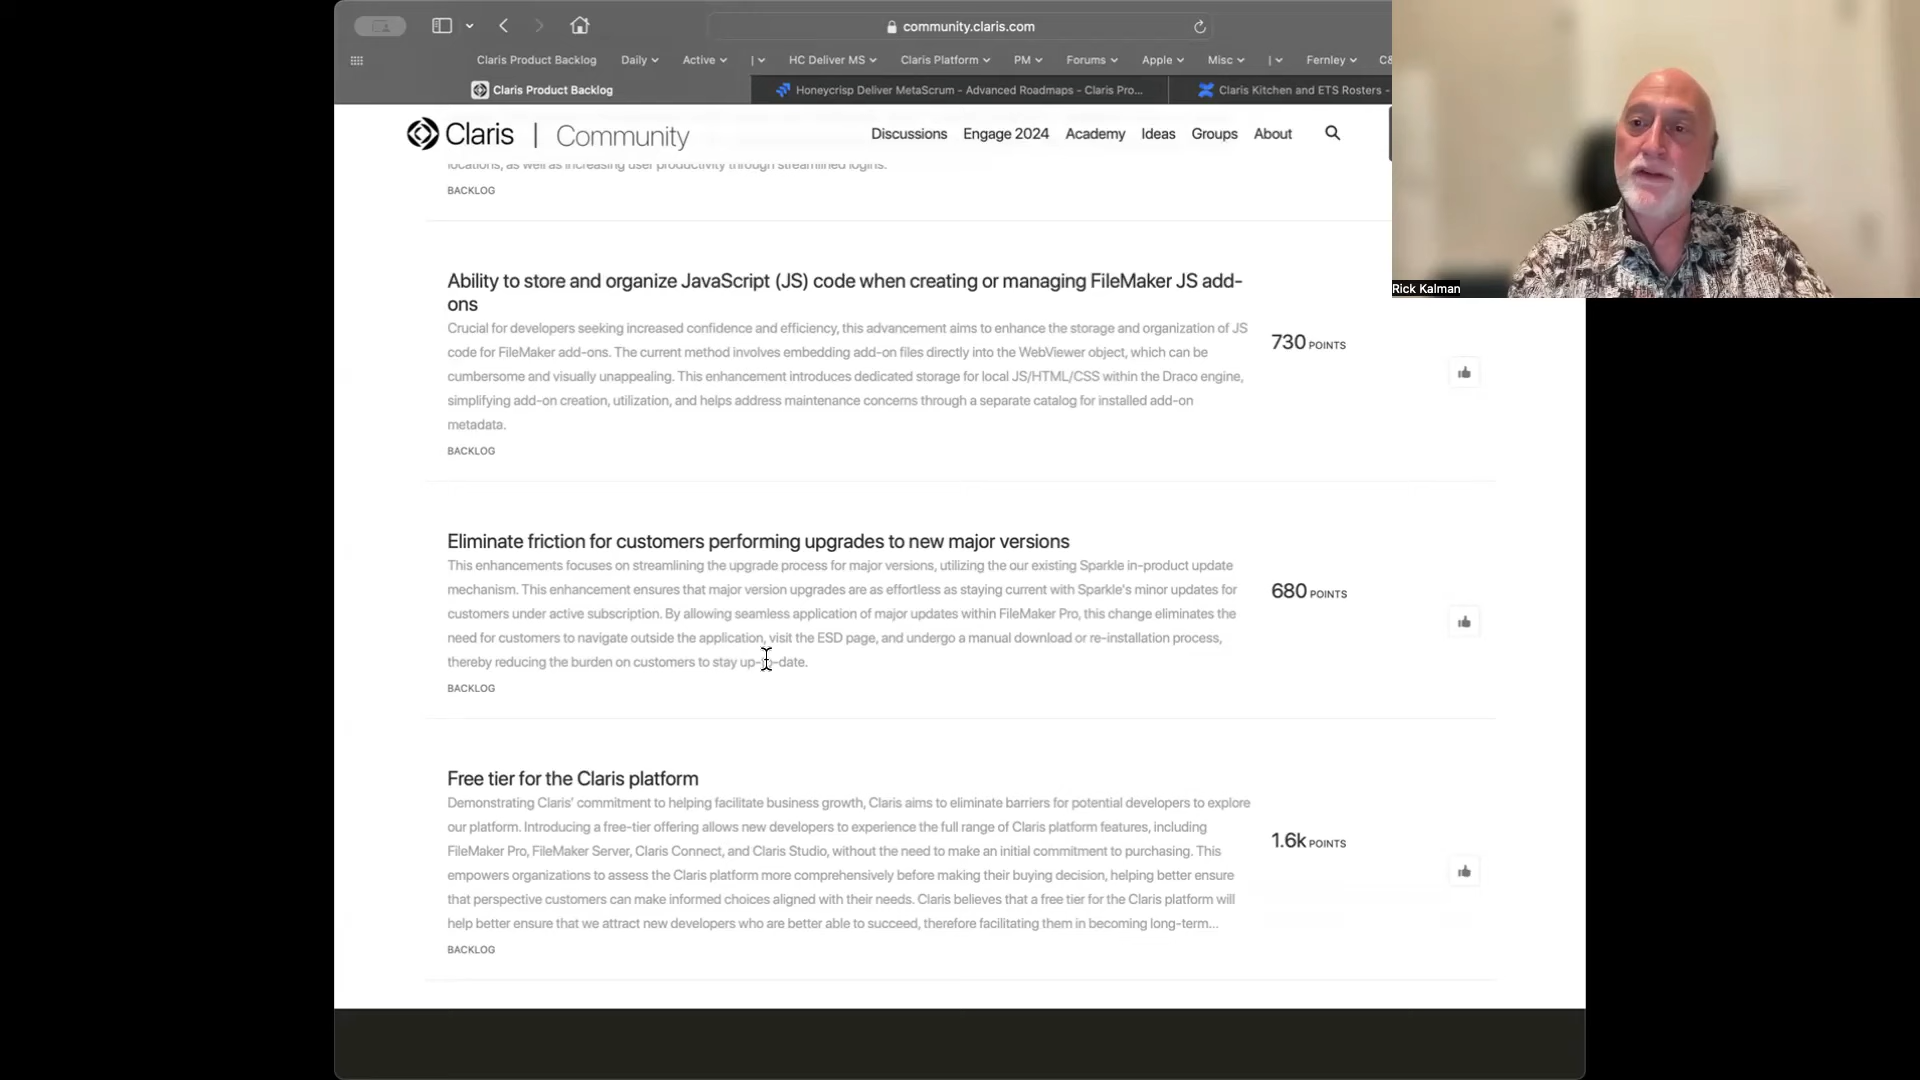 community.claris.com
Claris Product Backlog Daily Active | HC Deliver MS Claris Platform PM Forums Apple Misc | Fernley
Claris Product Backlog
Honeycrisp Deliver MetaScrum - Advanced Roadmaps - Claris Pro...
Claris Kitchen and ETS Rosters -
Claris | Community
Discussions Engage 2024 Academy Ideas Groups About
Rick Kalman
locations, as well as increasing user productivity through streamlined logins.
BACKLOG
Ability to store and organize JavaScript (JS) code when creating or managing FileMaker JS add-
ons
Crucial for developers seeking increased confidence and efficiency, this advancement aims to enhance the storage and organization of JS
code for FileMaker add-ons. The current method involves embedding add-on files directly into the WebViewer object, which can be
cumbersome and visually unappealing. This enhancement introduces dedicated storage for local JS/HTML/CSS within the Draco engine,
simplifying add-on creation, utilization, and helps address maintenance concerns through a separate catalog for installed add-on
metadata.
BACKLOG
730 POINTS
Eliminate friction for customers performing upgrades to new major versions
This enhancements focuses on streamlining the upgrade process for major versions, utilizing the our existing Sparkle in-product update
mechanism. This enhancement ensures that major version upgrades are as effortless as staying current with Sparkle's minor updates for
customers under active subscription. By allowing seamless application of major updates within FileMaker Pro, this change eliminates the
need for customers to navigate outside the application, visit the ESD page, and undergo a manual download or re-installation process,
thereby reducing the burden on customers to stay up-to-date.
BACKLOG
680 POINTS
Free tier for the Claris platform
Demonstrating Claris' commitment to helping facilitate business growth, Claris aims to eliminate barriers for potential developers to explore
our platform. Introducing a free-tier offering allows new developers to experience the full range of Claris platform features, including
FileMaker Pro, FileMaker Server, Claris Connect, and Claris Studio, without the need to make an initial commitment to purchasing. This
empowers organizations to assess the Claris platform more comprehensively before making their buying decision, helping better ensure
that perspective customers can make informed choices aligned with their needs. Claris believes that a free tier for the Claris platform will
help better ensure that we attract new developers who are better able to succeed, therefore facilitating them in becoming long-term...
BACKLOG
1.6k POINTS